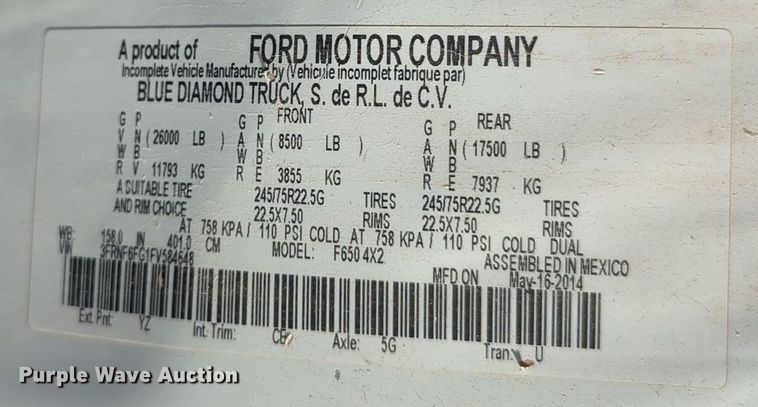 A product of FORD MOTOR COMPANY
Incomplete Vehicle Manufactured by (Vehicule incomplet fabrique par)
BLUE DIAMOND TRUCK, S. de R.L. de C.V.
FRONT REAR
G P G P G P
V N (26000 LB) A N (8500 LB) A N (17500 LB)
W B W B W B
R V 11793 KG R E 3855 KG R E 7937 KG
A SUITABLE TIRE 245/75R22.5G TIRES 245/75R22.5G TIRES
AND RIM CHOICE 22.5X7.50 RIMS 22.5X7.50 RIMS
AT 758 KPA/ 110 PSI COLD AT 758 KPA/ 110 PSI COLD DUAL
WB: 158.0 IN 401.0 CM MODEL: F650 4X2 ASSEMBLED IN MEXICO
VIN: 3FRNF6FG1FV584648 MFD ON May-16-2014
Ext. Pnt: YZ Int. Trim: CE Axle: 5G Tran: U
Purple Wave Auction